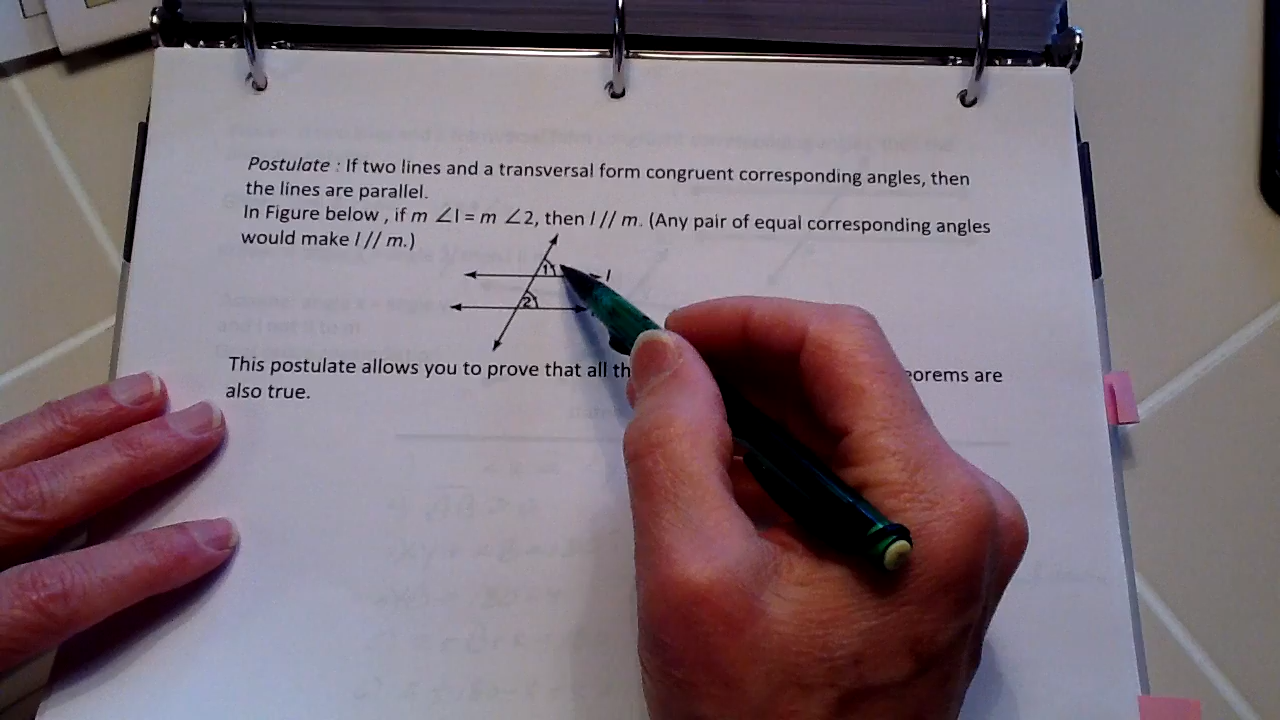 Postulate : If two lines and a transversal form congruent corresponding angles, then
the lines are parallel.
In Figure below , if m ∠1 = m ∠2, then l // m. (Any pair of equal corresponding angles
would make l // m.)
1
l
2
This postulate allows you to prove that all
are
also true.